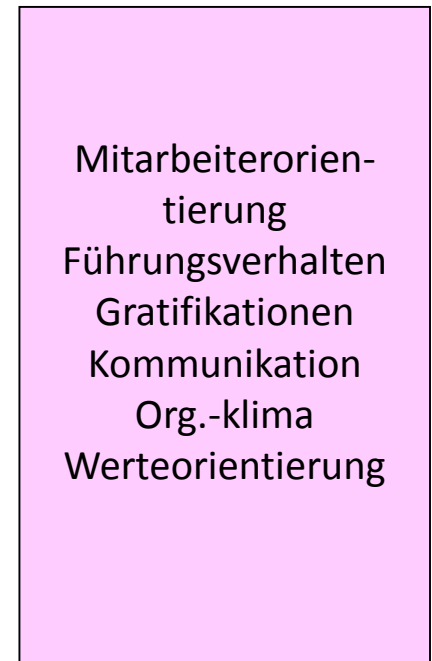 Mitarbeiterorien-
tierung
Führungsverhalten
Gratifikationen
Kommunikation
Org.-klima
Werteorientierung